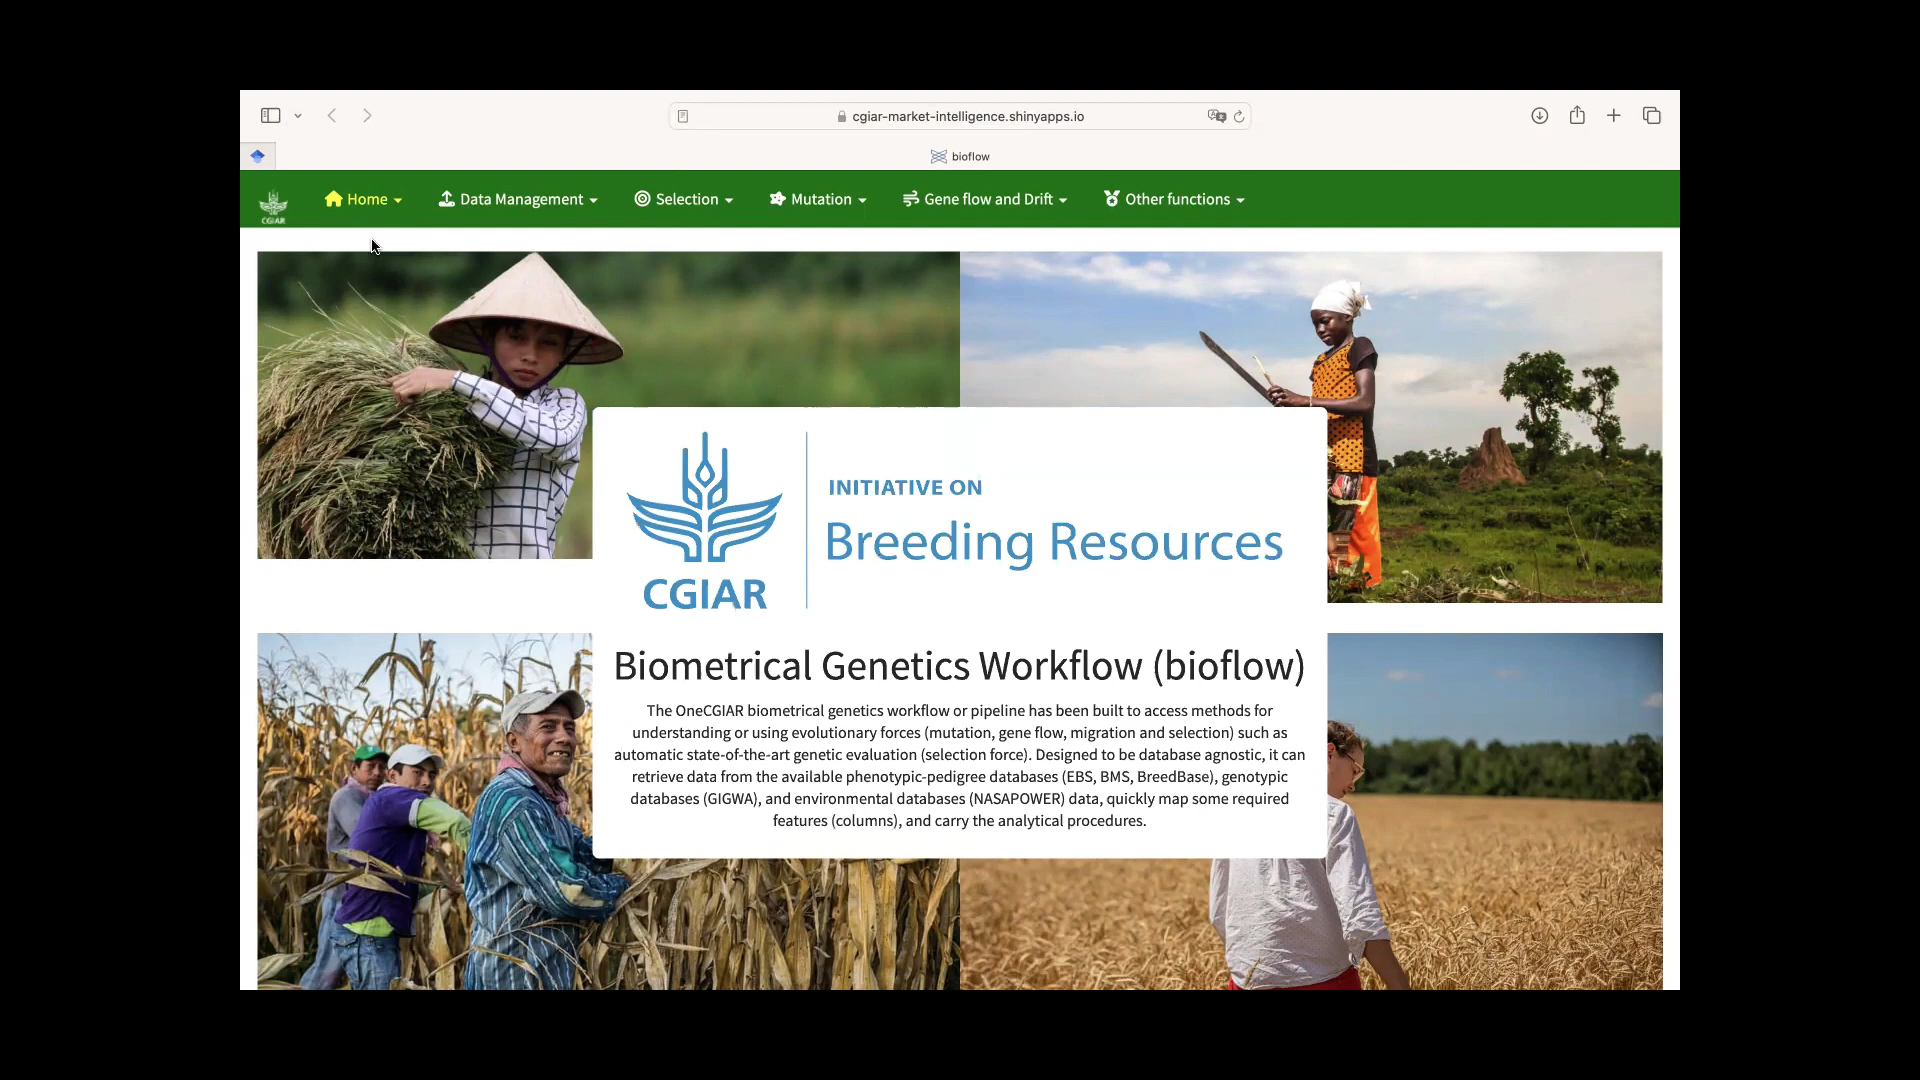 cgiar-market-intelligence.shinyapps.io
bioflow
CGIAR
Home
Data Management
Selection
Mutation
Gene flow and Drift
Other functions
INITIATIVE ON
Breeding Resources
CGIAR
Biometrical Genetics Workflow (bioflow)
The OneCGIAR biometrical genetics workflow or pipeline has been built to access methods for
understanding or using evolutionary forces (mutation, gene flow, migration and selection) such as
automatic state-of-the-art genetic evaluation (selection force). Designed to be database agnostic, it can
retrieve data from the available phenotypic-pedigree databases (EBS, BMS, BreedBase), genotypic
databases (GIGWA), and environmental databases (NASAPOWER) data, quickly map some required
features (columns), and carry the analytical procedures.